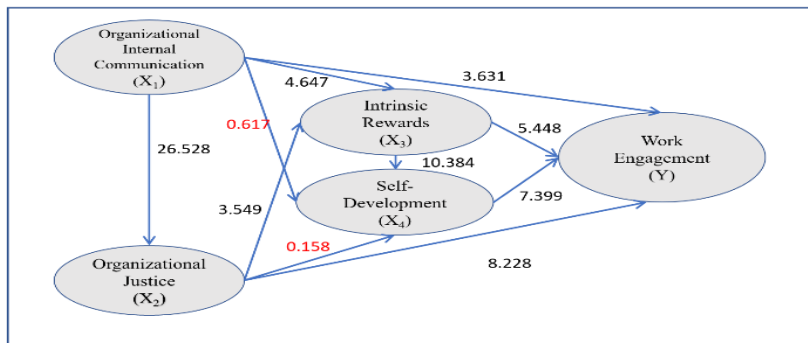 Organizational
Internal
Communication
(X₁)
4.647
3.631
Intrinsic
Rewards
(X₃)
0.617
5.448
Work
Engagement
(Y)
26.528
10.384
Self-
Development
(X₄)
7.399
3.549
0.158
Organizational
Justice
(X₂)
8.228